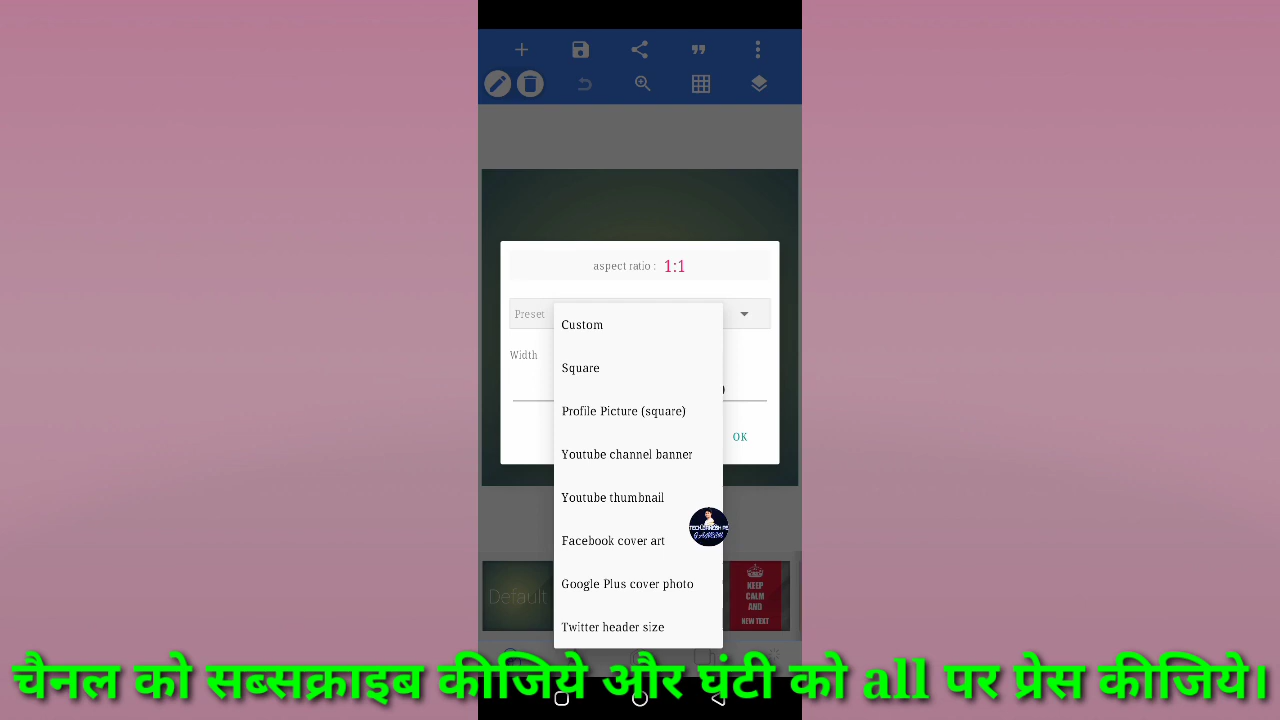 aspect ratio : 1:1
Preset
Custom
Width
Square
Profile Picture (square)
OK
Youtube channel banner
Youtube thumbnail
Facebook cover art
Google Plus cover photo
Twitter header size
Default
KEEP
CALM
AND
NEW TEXT
चैनल को सब्सक्राइब कीजिये और घंटी को all पर प्रेस कीजिये।